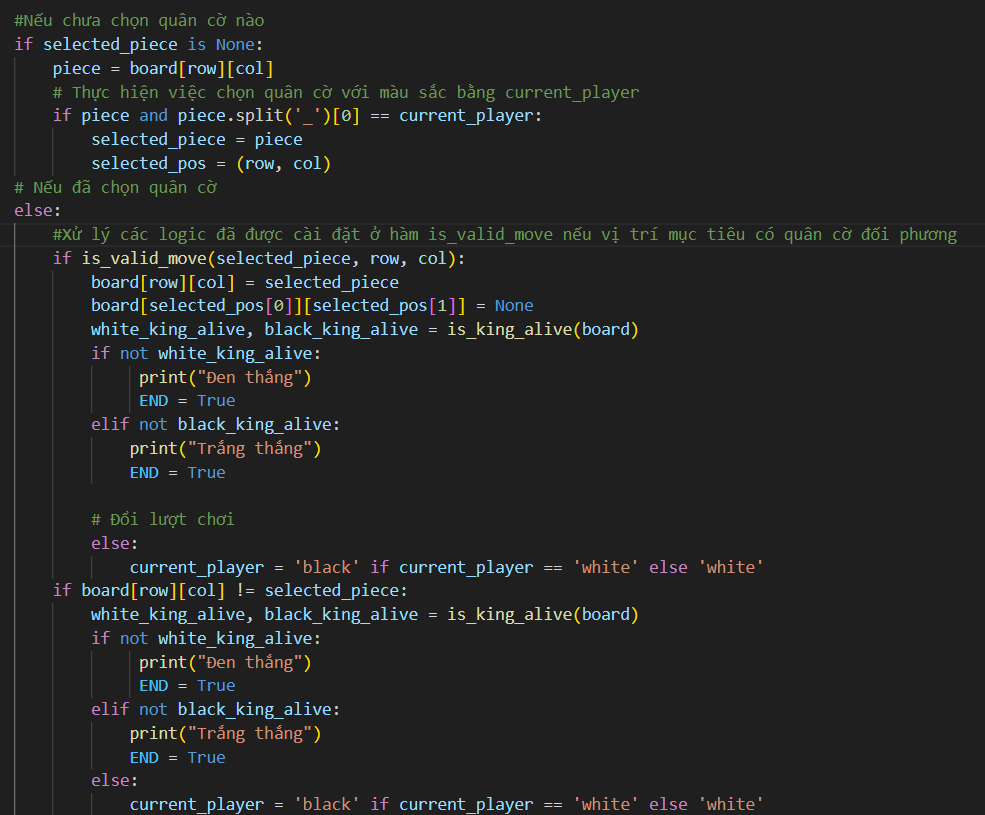 #Nếu chưa chọn quân cờ nào
if selected_piece is None:
    piece = board[row][col]
    # Thực hiện việc chọn quân cờ với màu sắc bằng current_player
    if piece and piece.split('_')[0] == current_player:
        selected_piece = piece
        selected_pos = (row, col)
# Nếu đã chọn quân cờ
else:
    #Xử lý các logic đã được cài đặt ở hàm is_valid_move nếu vị trí mục tiêu có quân cờ đối phương
    if is_valid_move(selected_piece, row, col):
        board[row][col] = selected_piece
        board[selected_pos[0]][selected_pos[1]] = None
        white_king_alive, black_king_alive = is_king_alive(board)
        if not white_king_alive:
             print("Đen thắng")
             END = True
        elif not black_king_alive:
            print("Trắng thắng")
            END = True

        # Đổi lượt chơi
        else:
            current_player = 'black' if current_player == 'white' else 'white'
    if board[row][col] != selected_piece:
        white_king_alive, black_king_alive = is_king_alive(board)
        if not white_king_alive:
             print("Đen thắng")
             END = True
        elif not black_king_alive:
            print("Trắng thắng")
            END = True
        else:
            current_player = 'black' if current_player == 'white' else 'white'